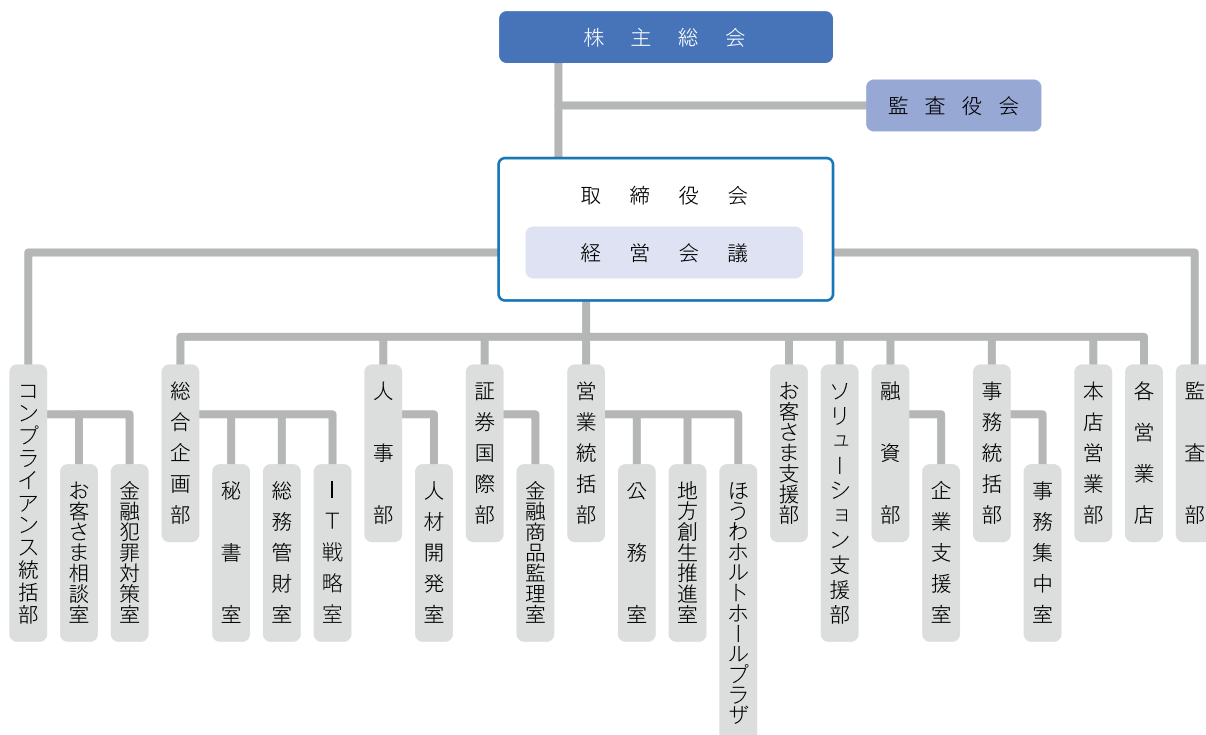 株主総会
監査役会
取締役会
経営会議
コンプライアンス統括部
お客さま相談室
金融犯罪対策室
総合企画部
秘書室
総務管財室
IT戦略室
人事部
人材開発室
証券国際部
金融商品監理室
営業統括部
公務室
地方創生推進室
ほうわホルトホールプラザ
お客さま支援部
ソリューション支援部
融資部
企業支援室
事務統括部
事務集中室
本店営業部
各営業店
監査部